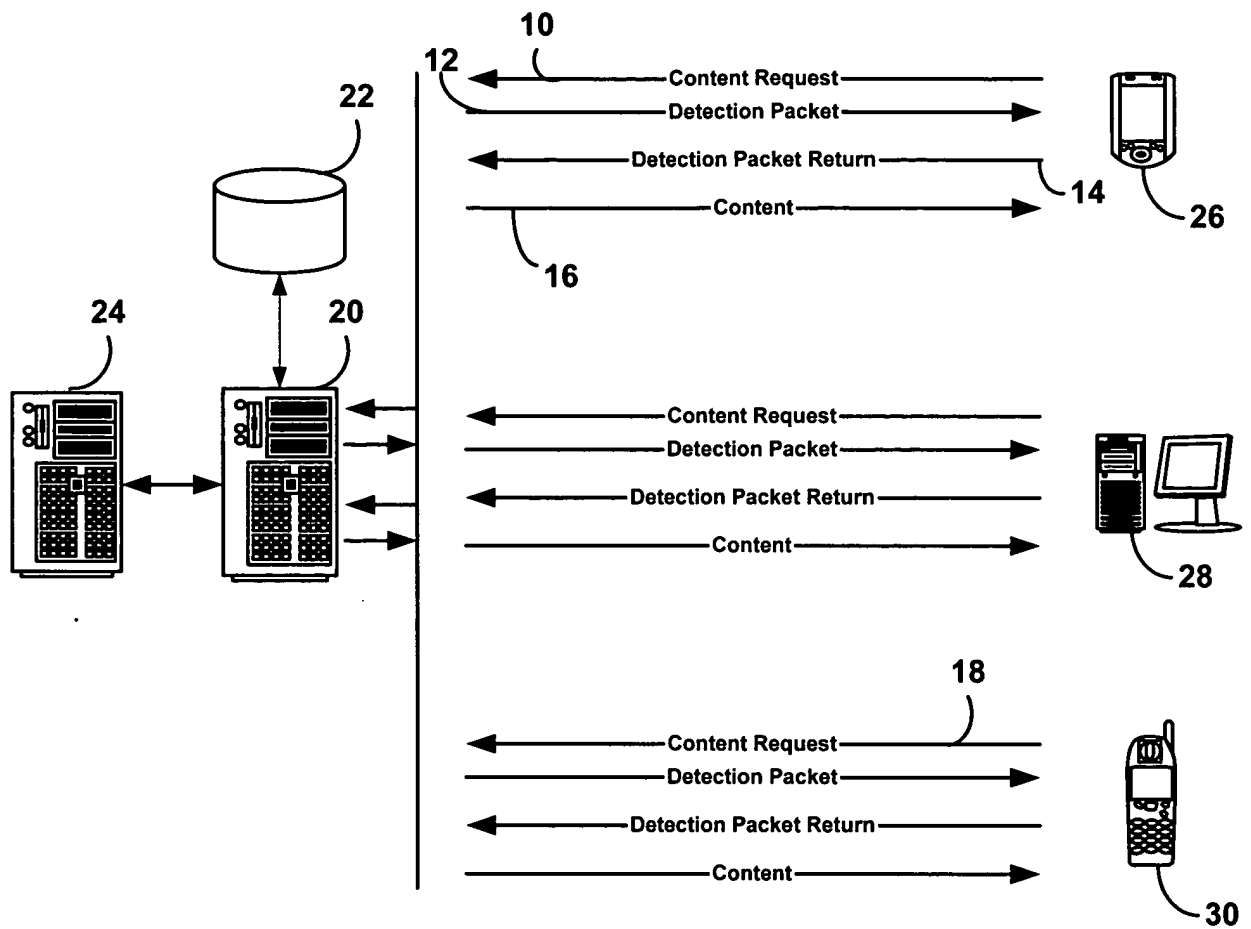 10
12
Content Request
22
Detection Packet
Detection Packet Return
14
26
Content
16
24
20
Content Request
Detection Packet
Detection Packet Return
Content
28
18
Content Request
Detection Packet
Detection Packet Return
Content
30